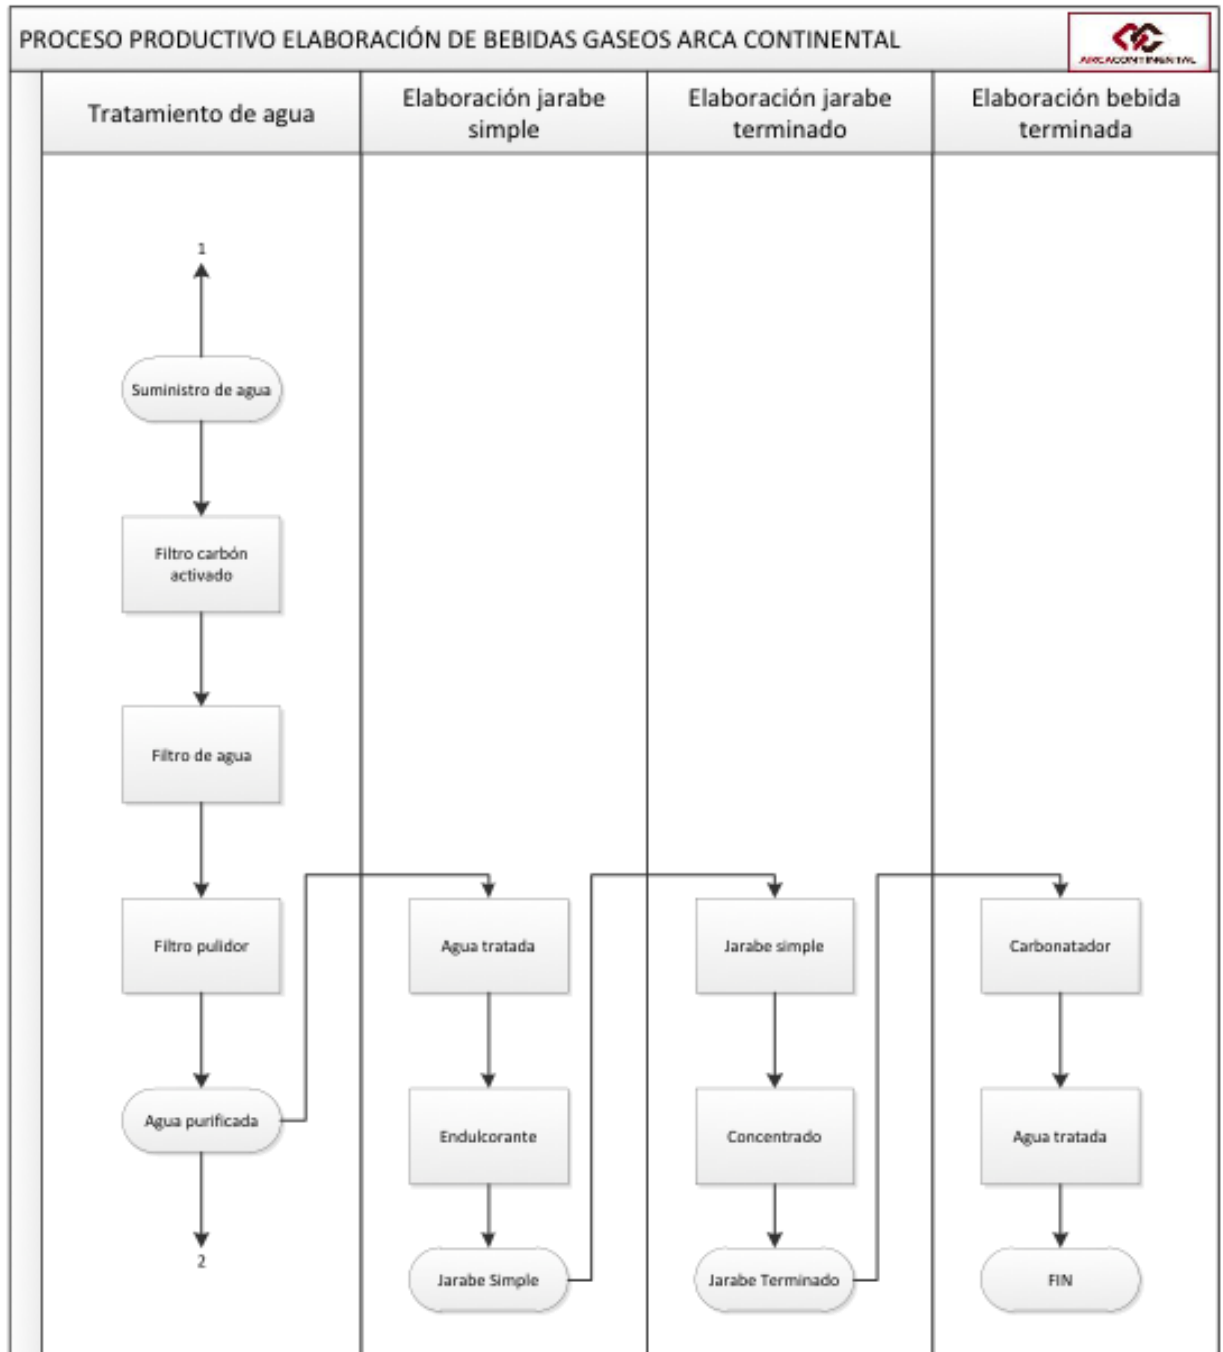 PROCESO PRODUCTIVO ELABORACIÓN DE BEBIDAS GASEOS ARCA CONTINENTAL
ARCACONTINENTAL
Tratamiento de agua
Elaboración jarabe
simple
Elaboración jarabe
terminado
Elaboración bebida
terminada
1
Suministro de agua
Filtro carbón
activado
Filtro de agua
Filtro pulidor
Agua purificada
2
Agua tratada
Endulcorante
Jarabe Simple
Jarabe simple
Concentrado
Jarabe Terminado
Carbonatador
Agua tratada
FIN